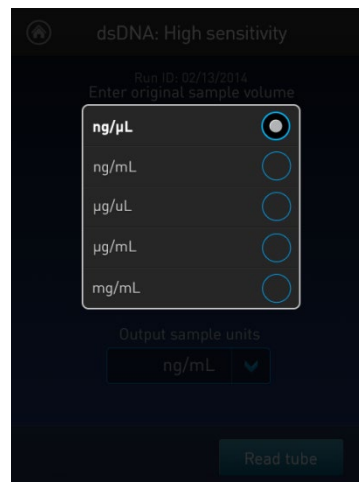 dsDNA: High sensitivity
Run ID: 02/13/2014
Enter original sample volume
ng/µL
ng/mL
µg/uL
µg/mL
mg/mL
Output sample units
ng/mL
Read tube